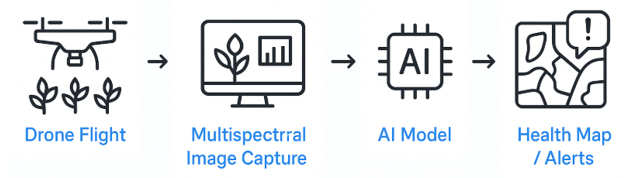 AI
!
Drone Flight
Multispectrral
Image Capture
AI Model
Health Map
/ Alerts